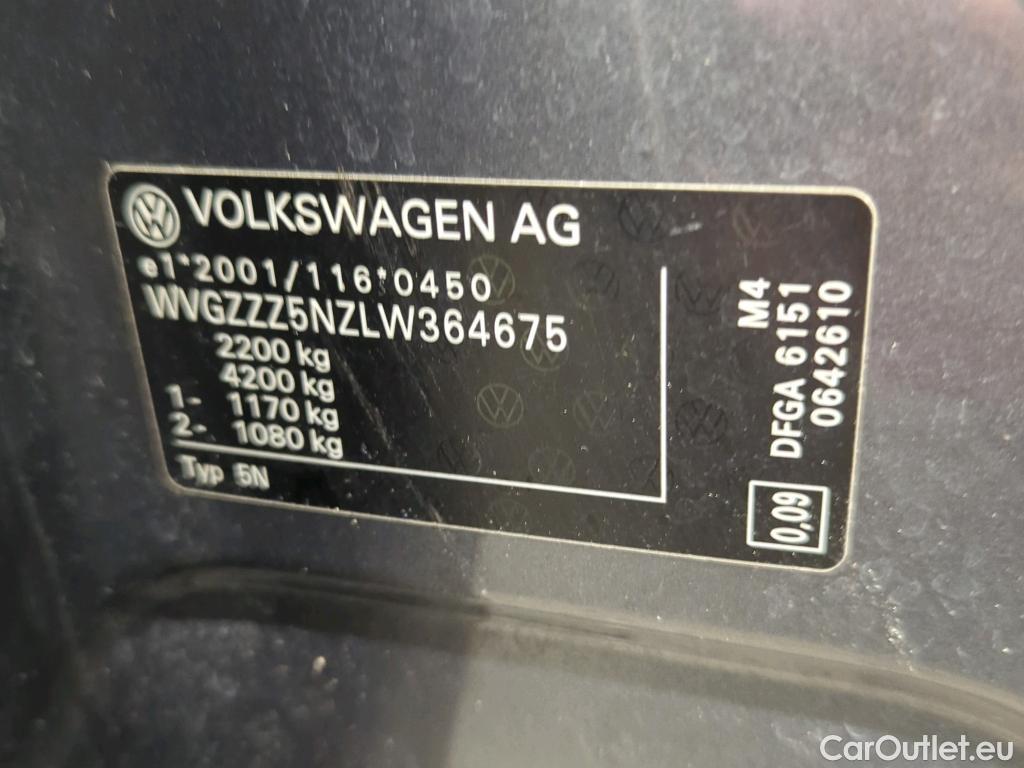 VOLKSWAGEN AG
e1*2001/116*0450
WVGZZZ5NZLW364675
2200 kg
4200 kg
1- 1170 kg
2- 1080 kg
Typ 5N
M4
DFGA 6151
0642610
0,09
CarOutlet.eu